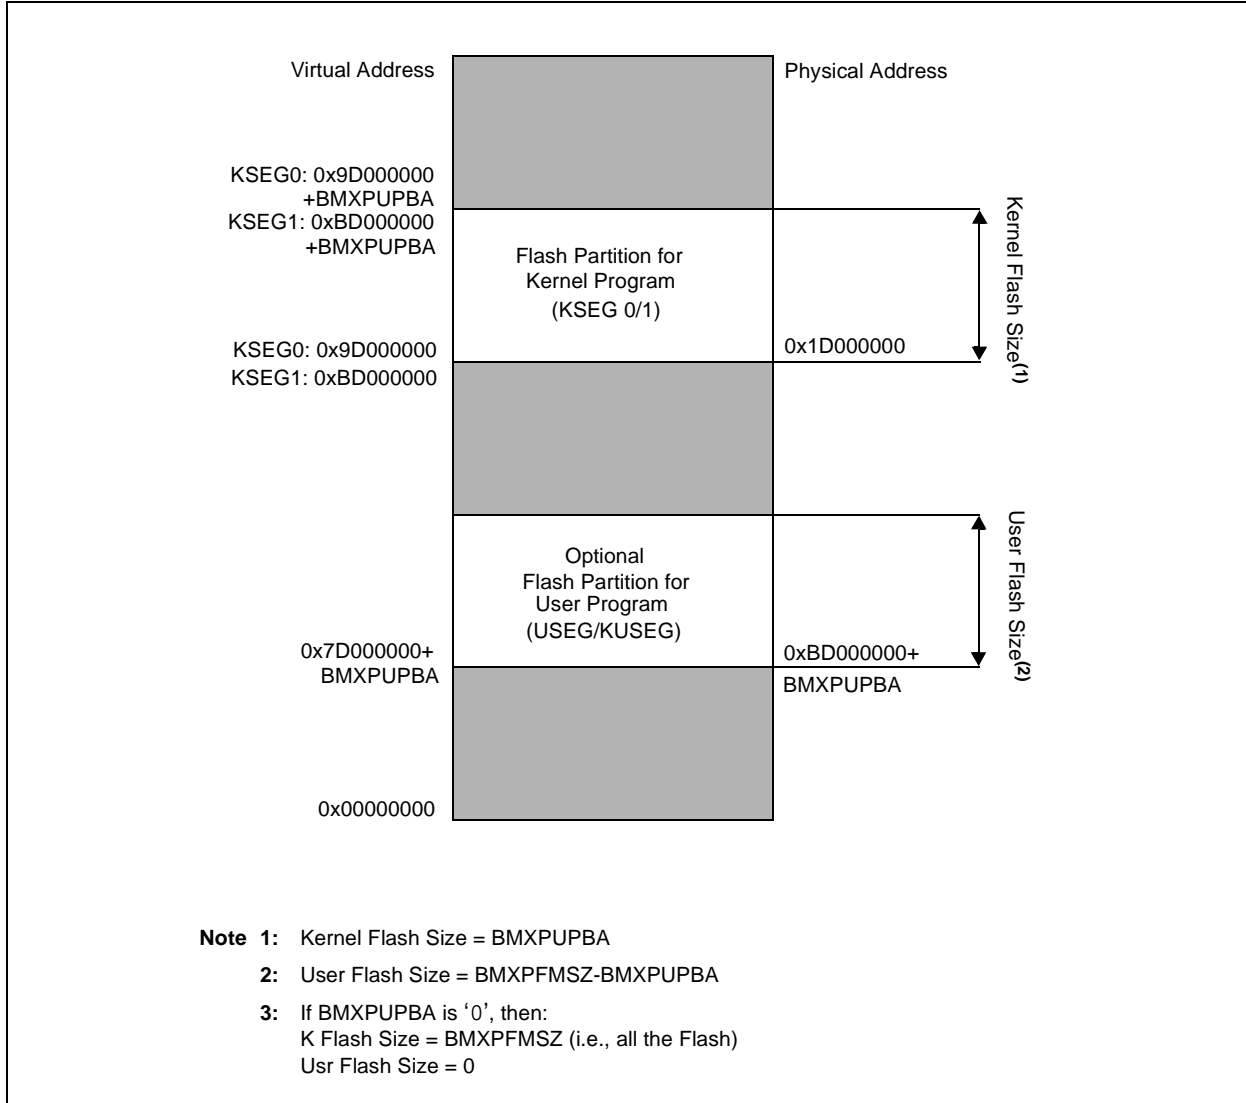 Virtual Address
Physical Address
KSEG0: 0x9D000000
+BMXPUPBA
KSEG1: 0xBD000000
+BMXPUPBA
Flash Partition for
Kernel Program
(KSEG 0/1)
Kernel Flash Size(1)
KSEG0: 0x9D000000
KSEG1: 0xBD000000
0x1D000000
Optional
Flash Partition for
User Program
(USEG/KUSEG)
User Flash Size(2)
0x7D000000+
BMXPUPBA
0xBD000000+
BMXPUPBA
0x00000000
Note 1: Kernel Flash Size = BMXPUPBA
2: User Flash Size = BMXPFMSZ-BMXPUPBA
3: If BMXPUPBA is ‘0’, then:
K Flash Size = BMXPFMSZ (i.e., all the Flash)
Usr Flash Size = 0